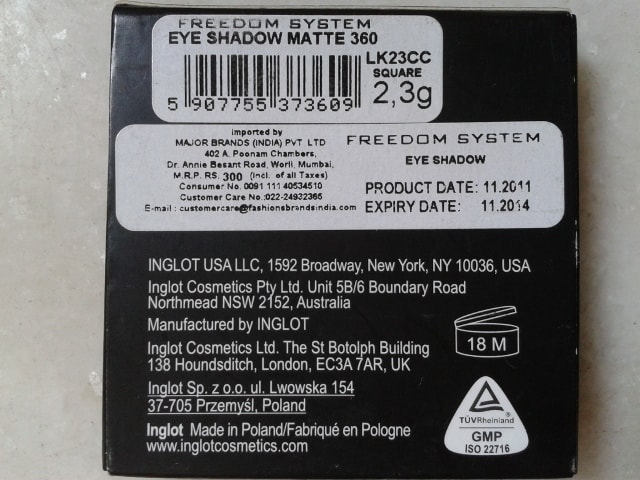 FREEDOM SYSTEM
EYE SHADOW MATTE 360
LK23CC
SQUARE
2,3g
5 907755 373609
Imported by
MAJOR BRANDS (INDIA) PVT LTD
402 A. Poonam Chambers,
Dr. Annie Besant Road, Worli, Mumbai,
M.R.P. RS. 300 (Incl. of all Taxes)
Consumer No. 0091 111 40534510
Customer Care No.:022-24932365
E-mail : customercare@fashionsbrandsindia.com
FREEDOM SYSTEM
EYE SHADOW
PRODUCT DATE: 11.2011
EXPIRY DATE: 11.2014
INGLOT USA LLC, 1592 Broadway, New York, NY 10036, USA
Inglot Cosmetics Pty Ltd. Unit 5B/6 Boundary Road
Northmead NSW 2152, Australia
Manufactured by INGLOT
Inglot Cosmetics Ltd. The St Botolph Building
138 Houndsditch, London, EC3A 7AR, UK
Inglot Sp. z o.o. ul. Lwowska 154
37-705 Przemyśl, Poland
Inglot Made in Poland/Fabriqué en Pologne
www.inglotcosmetics.com
18 M
TÜVRheinland
GMP
ISO 22716